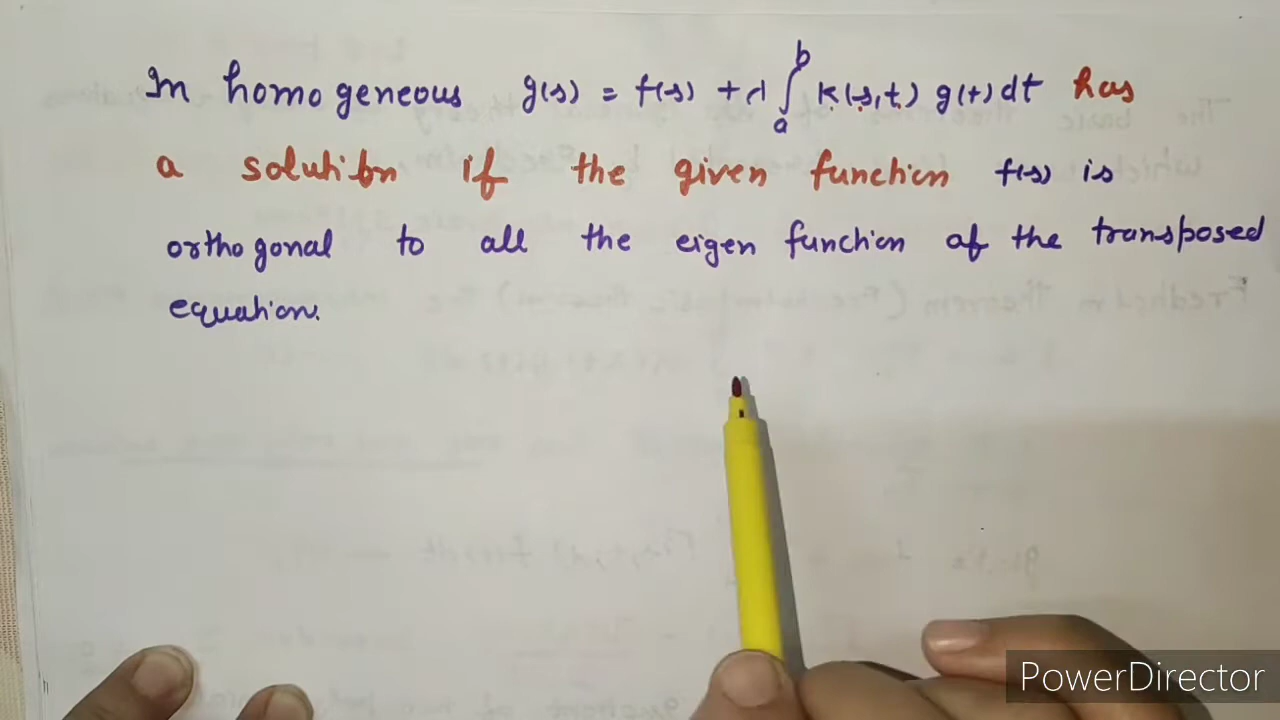 In homogeneous g(s) = f(s) + λ ∫_a^b K(s,t) g(t) dt has
a solution if the given function f(s) is
orthogonal to all the eigen function of the transposed
equation.
PowerDirector